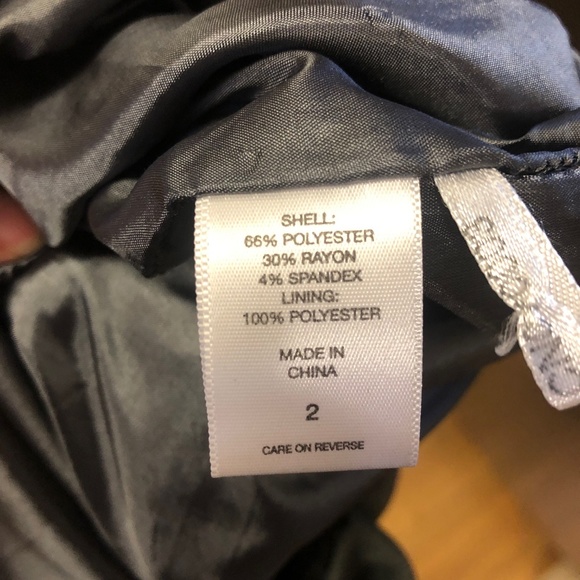 SHELL:
66% POLYESTER
30% RAYON
4% SPANDEX
LINING:
100% POLYESTER
MADE IN
CHINA
2
CARE ON REVERSE